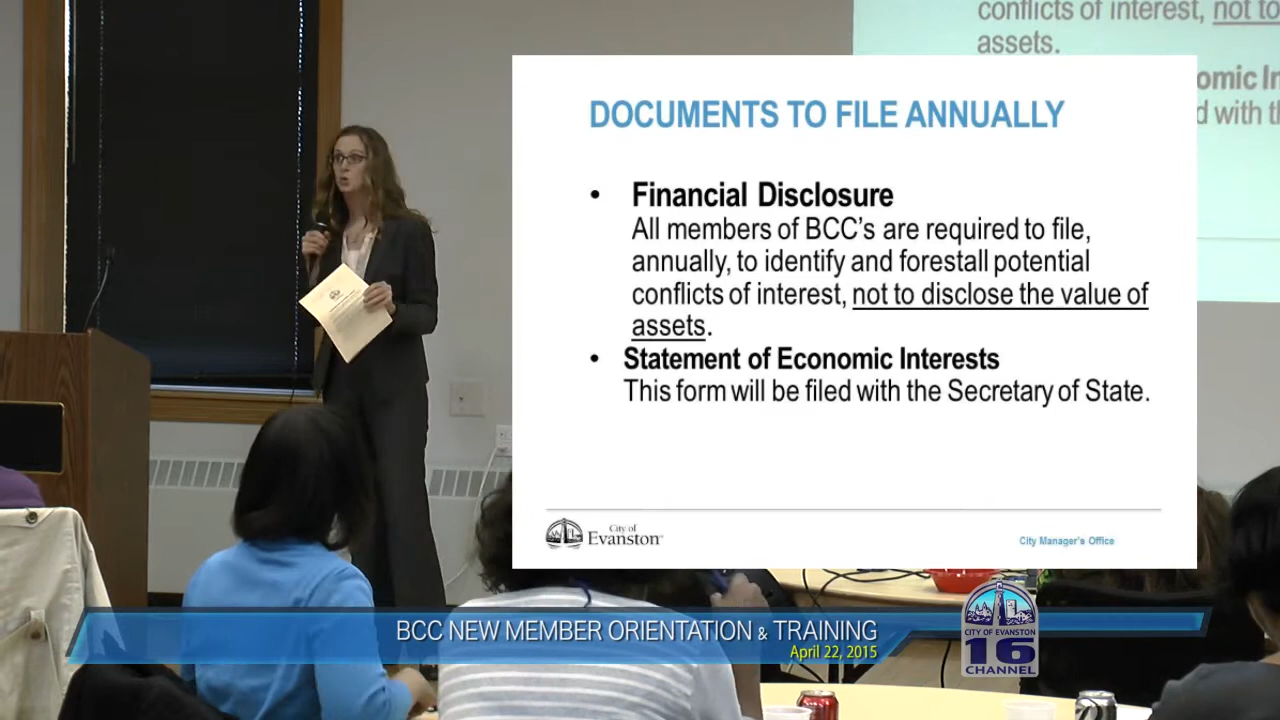 conflicts of interest, not to
assets.
omic In
d with th
DOCUMENTS TO FILE ANNUALLY
• Financial Disclosure
All members of BCC's are required to file,
annually, to identify and forestall potential
conflicts of interest, not to disclose the value of
assets.
• Statement of Economic Interests
This form will be filed with the Secretary of State.
City of
Evanston™
City Manager's Office
BCC NEW MEMBER ORIENTATION & TRAINING
April 22, 2015
CITY OF EVANSTON
16
CHANNEL